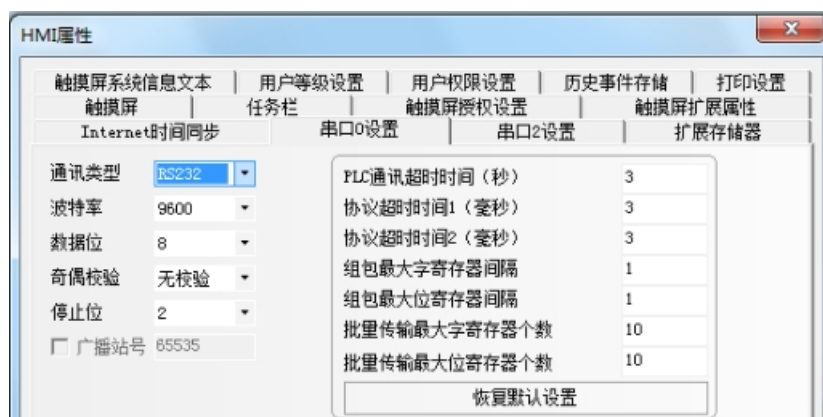 HMI属性
触摸屏系统信息文本 用户等级设置 用户权限设置 历史事件存储 打印设置
触摸屏 任务栏 触摸屏授权设置 触摸屏扩展属性
Internet时间同步 串口0设置 串口2设置 扩展存储器
通讯类型 RS232
波特率 9600
数据位 8
奇偶校验 无校验
停止位 2
广播站号 65535
PLC通讯超时时间（秒） 3
协议超时时间1（毫秒） 3
协议超时时间2（毫秒） 3
组包最大字寄存器间隔 1
组包最大位寄存器间隔 1
批里传输最大字寄存器个数 10
批里传输最大位寄存器个数 10
恢复默认设置